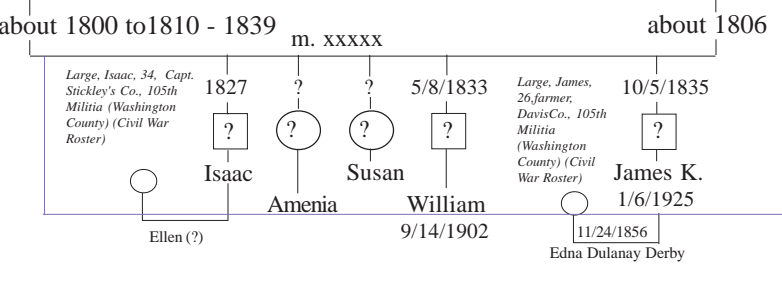 about 1800 to1810 - 1839
about 1806
m. xxxxx
Large, Isaac, 34, Capt.
Stickley's Co., 105th
Militia (Washington
County) (Civil War
Roster)
1827
?
?
5/8/1833
Large, James,
26,farmer,
DavisCo., 105th
Militia
(Washington
County) (Civil
War Roster)
10/5/1835
?
?
?
?
?
Isaac
Susan
James K.
Amenia
William
1/6/1925
9/14/1902
Ellen (?)
11/24/1856
Edna Dulanay Derby